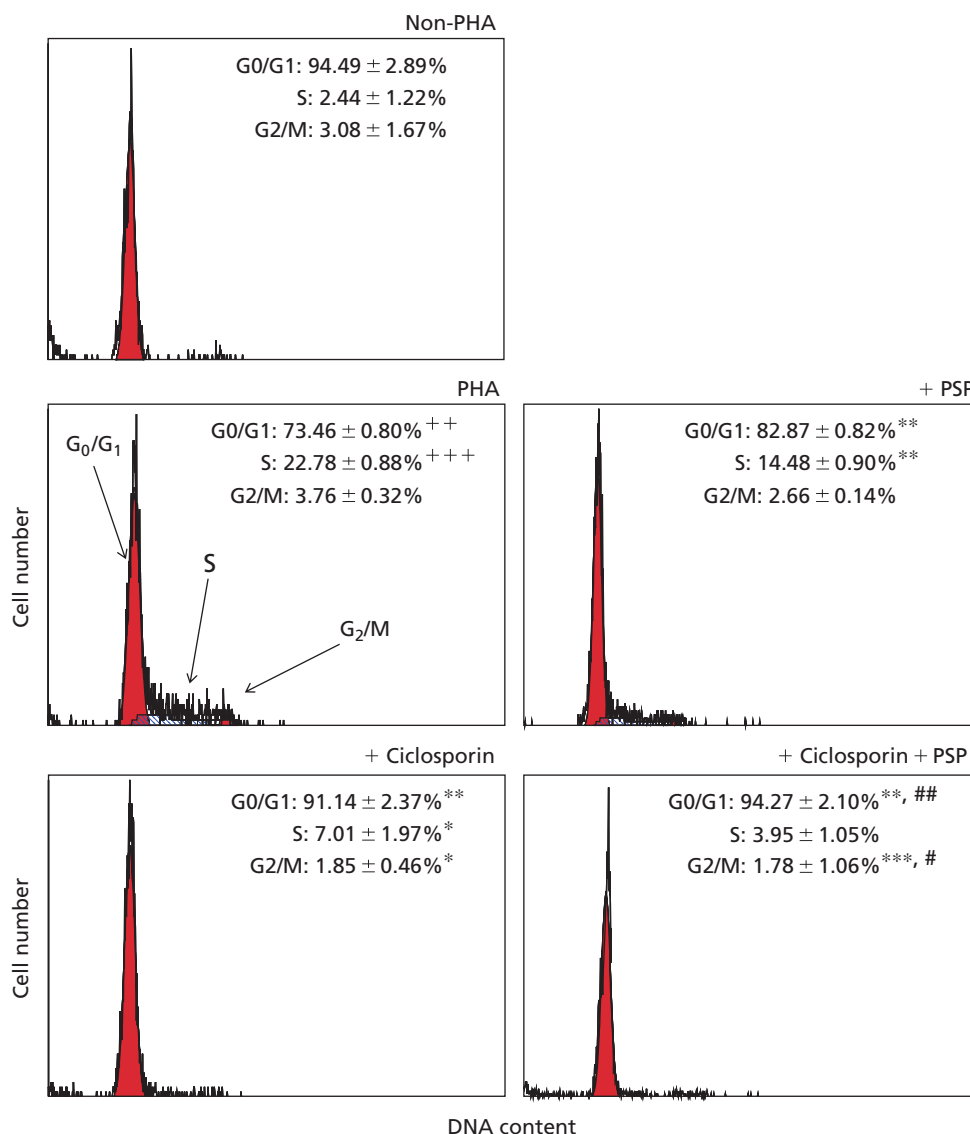 Non-PHA
G0/G1: 94.49 ± 2.89%
S: 2.44 ± 1.22%
G2/M: 3.08 ± 1.67%
PHA
G0/G1: 73.46 ± 0.80% ++
S: 22.78 ± 0.88% +++
G2/M: 3.76 ± 0.32%
G₀/G₁
S
G₂/M
Cell number
+ PSP
G0/G1: 82.87 ± 0.82% **
S: 14.48 ± 0.90% **
G2/M: 2.66 ± 0.14%
+ Ciclosporin
G0/G1: 91.14 ± 2.37% **
S: 7.01 ± 1.97% *
G2/M: 1.85 ± 0.46% *
Cell number
+ Ciclosporin + PSP
G0/G1: 94.27 ± 2.10% **, ##
S: 3.95 ± 1.05%
G2/M: 1.78 ± 1.06% ***, #
DNA content